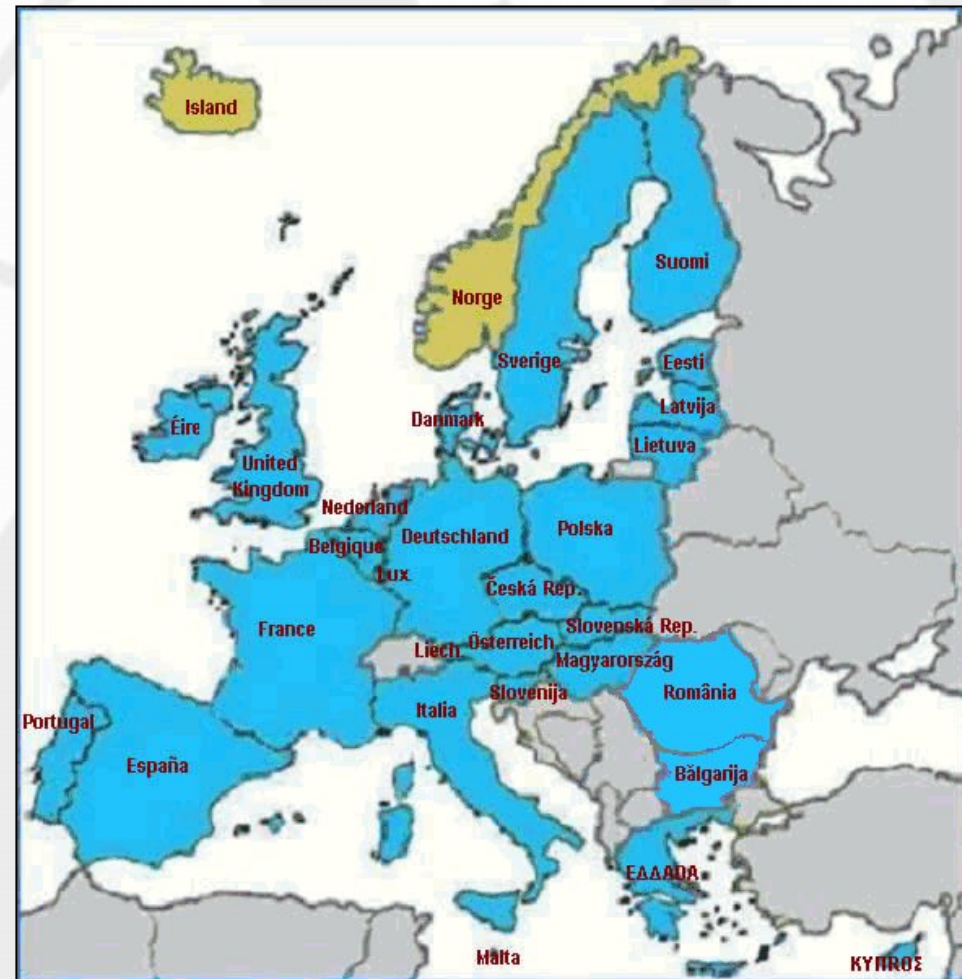 Island
Norge
Suomi
Sverige
Eesti
Latvija
Danmark
Éire
Lietuva
United
Kingdom
Nederland
Deutschland
Polska
Belgique
Lux.
Česká Rep.
France
Slovenská Rep.
Österreich
Liech
Magyarország
Slovenija
România
Italia
Portugal
España
Bălgarija
ΕΛΛΑΟΑ
Malta
ΚΥΠΡΟΣ